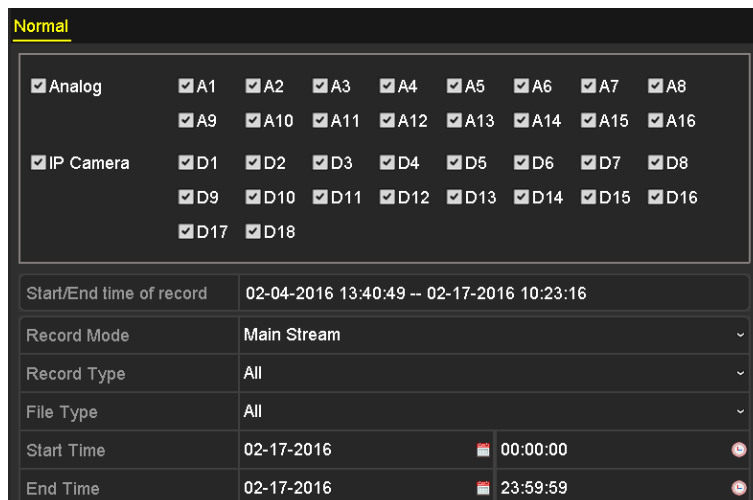 Normal
Analog A1 A2 A3 A4 A5 A6 A7 A8
A9 A10 A11 A12 A13 A14 A15 A16
IP Camera D1 D2 D3 D4 D5 D6 D7 D8
D9 D10 D11 D12 D13 D14 D15 D16
D17 D18
Start/End time of record 02-04-2016 13:40:49 -- 02-17-2016 10:23:16
Record Mode Main Stream
Record Type All
File Type All
Start Time 02-17-2016 00:00:00
End Time 02-17-2016 23:59:59